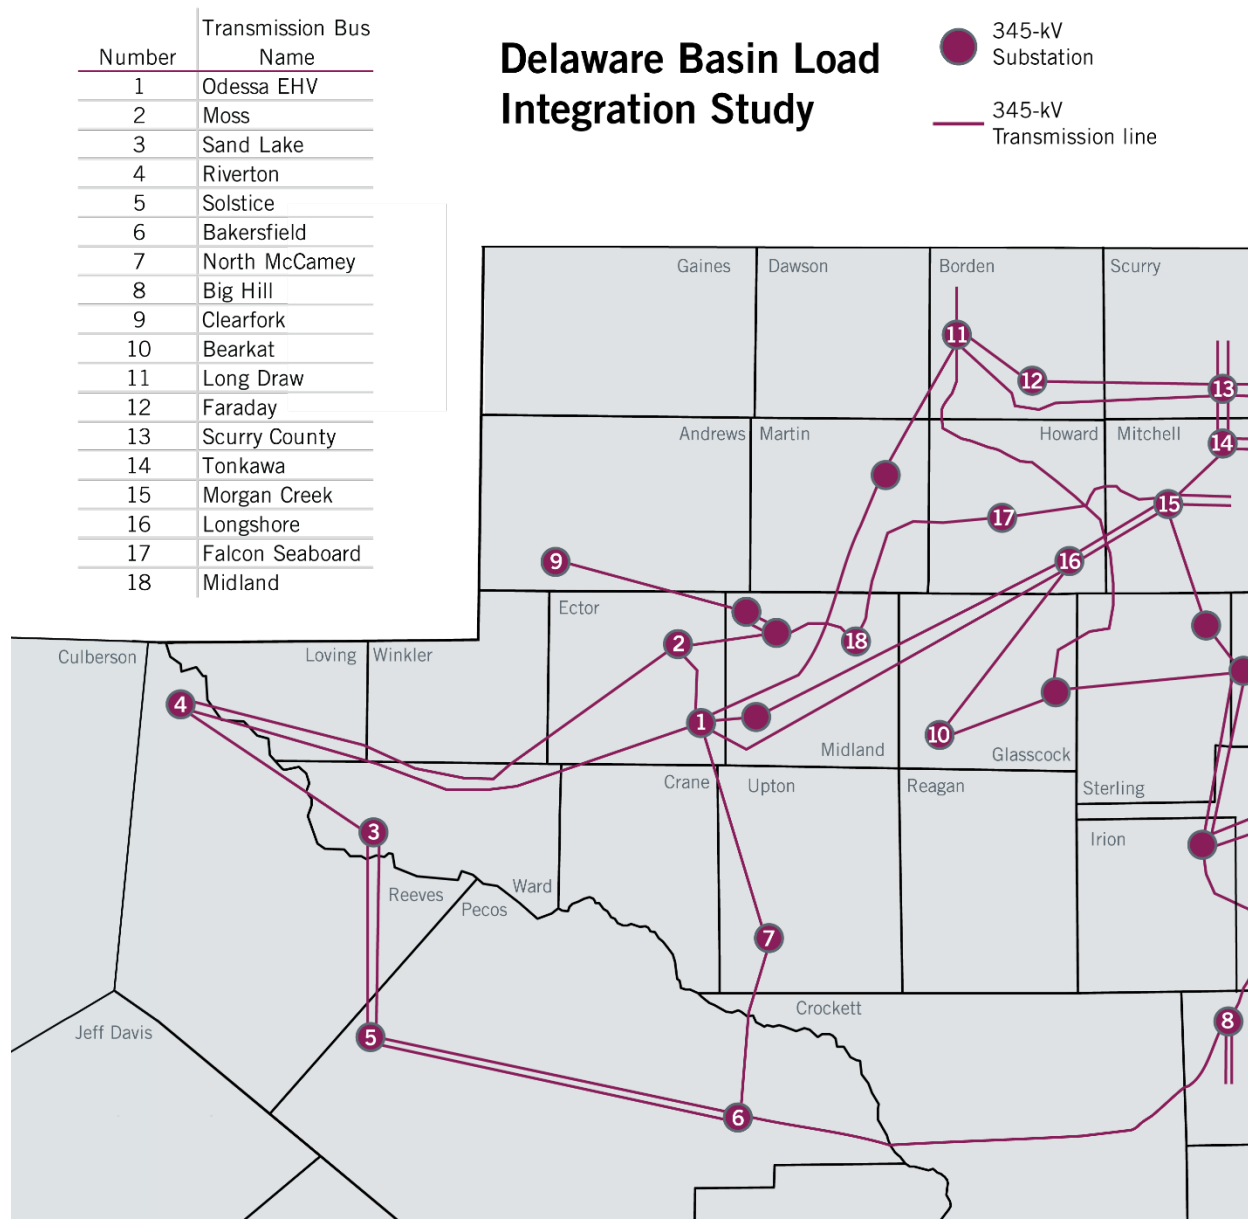 Transmission Bus
Number Name
1 Odessa EHV
2 Moss
3 Sand Lake
4 Riverton
5 Solstice
6 Bakersfield
7 North McCamey
8 Big Hill
9 Clearfork
10 Bearkat
11 Long Draw
12 Faraday
13 Scurry County
14 Tonkawa
15 Morgan Creek
16 Longshore
17 Falcon Seaboard
18 Midland
Delaware Basin Load
Integration Study
345-kV
Substation
345-kV
Transmission line
Gaines Dawson Borden Scurry
11
12 13
Andrews Martin Howard Mitchell
14
15
17
9 16
Ector
2 18
Culberson Loving Winkler
4
1
10
Midland Glasscock
Crane Upton Reagan Sterling
3
Irion
Reeves Ward
Pecos
7
Crockett
Jeff Davis
5 8
6